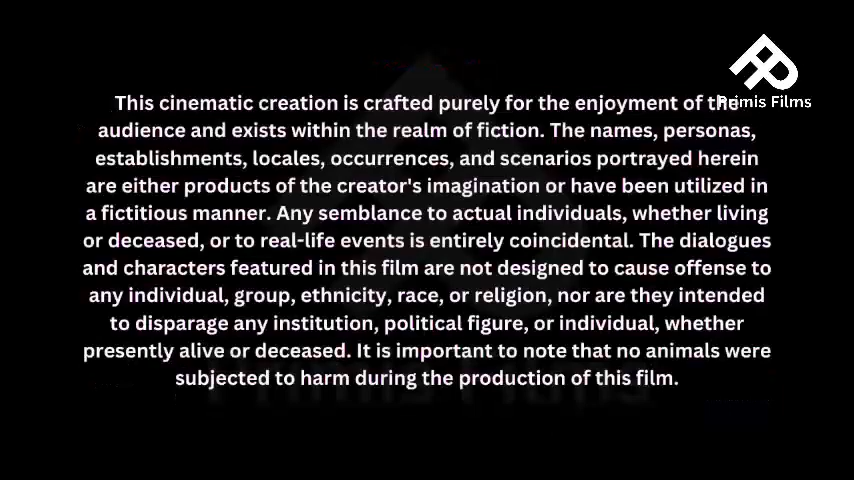 Primis Films
This cinematic creation is crafted purely for the enjoyment of the
audience and exists within the realm of fiction. The names, personas,
establishments, locales, occurrences, and scenarios portrayed herein
are either products of the creator's imagination or have been utilized in
a fictitious manner. Any semblance to actual individuals, whether living
or deceased, or to real-life events is entirely coincidental. The dialogues
and characters featured in this film are not designed to cause offense to
any individual, group, ethnicity, race, or religion, nor are they intended
to disparage any institution, political figure, or individual, whether
presently alive or deceased. It is important to note that no animals were
subjected to harm during the production of this film.